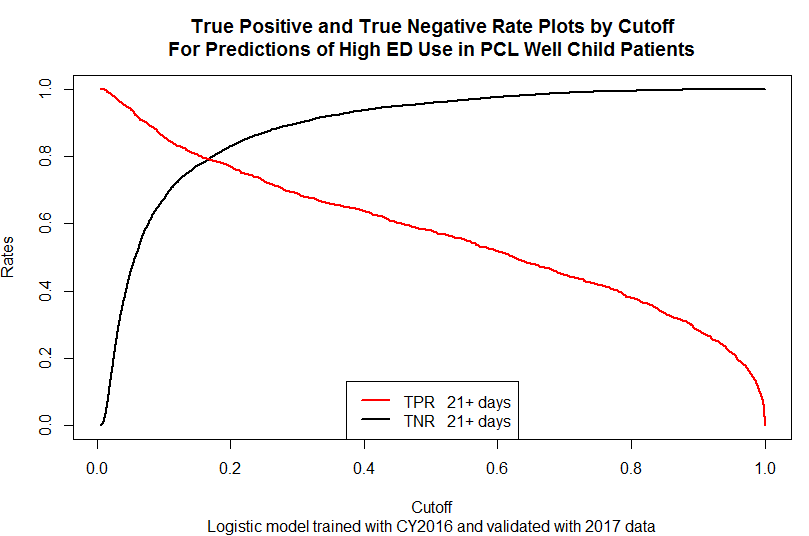 True Positive and True Negative Rate Plots by Cutoff
For Predictions of High ED Use in PCL Well Child Patients
1.0
0.8
0.6
0.4
0.2
0.0
Rates
TPR 21+ days
TNR 21+ days
0.0 0.2 0.4 0.6 0.8 1.0
Cutoff
Logistic model trained with CY2016 and validated with 2017 data